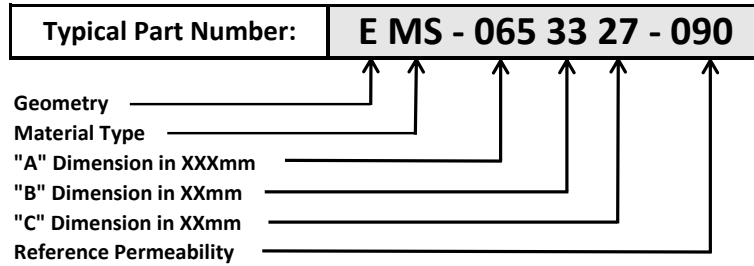 Typical Part Number: E MS - 065 33 27 - 090
Geometry
Material Type
"A" Dimension in XXXmm
"B" Dimension in XXmm
"C" Dimension in XXmm
Reference Permeability